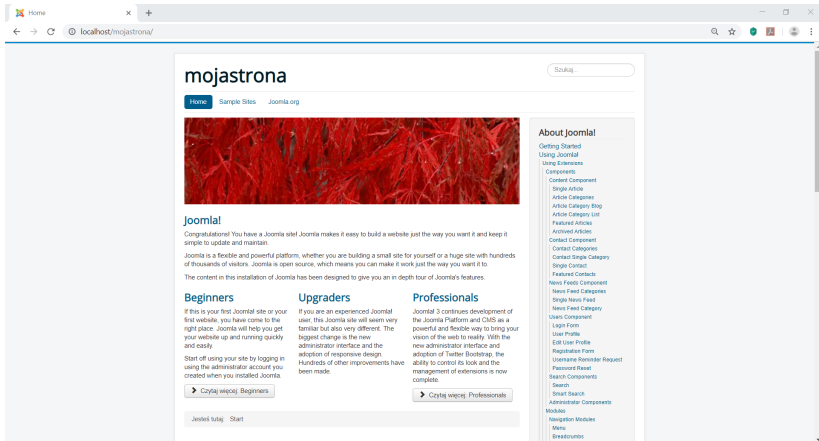 Home
localhost/mojastrona/
mojastrona
Szukaj...
Home Sample Sites Joomla.org
Joomla!
Congratulations! You have a Joomla site! Joomla makes it easy to build a website just the way you want it and keep it
simple to update and maintain.
Joomla is a flexible and powerful platform, whether you are building a small site for yourself or a huge site with hundreds
of thousands of visitors. Joomla is open source, which means you can make it work just the way you want it to.
The content in this installation of Joomla has been designed to give you an in depth tour of Joomla's features.
Beginners
If this is your first Joomla! site or your
first website, you have come to the
right place. Joomla will help you get
your website up and running quickly
and easily.
Start off using your site by logging in
using the administrator account you
created when you installed Joomla.
Czytaj więcej: Beginners
Upgraders
If you are an experienced Joomla!
user, this Joomla site will seem very
familiar but also very different. The
biggest change is the new
administrator interface and the
adoption of responsive design.
Hundreds of other improvements have
been made.
Professionals
Joomla! 3 continues development of
the Joomla Platform and CMS as a
powerful and flexible way to bring your
vision of the web to reality. With the
new administrator interface and
adoption of Twitter Bootstrap, the
ability to control its look and the
management of extensions is now
complete.
Czytaj więcej: Professionals
Jesteś tutaj: Start
About Joomla!
Getting Started
Using Joomla!
Using Extensions
Components
Content Component
Single Article
Article Categories
Article Category Blog
Article Category List
Featured Articles
Archived Articles
Contact Component
Contact Categories
Contact Single Category
Single Contact
Featured Contacts
News Feeds Component
News Feed Categories
Single News Feed
News Feed Category
Users Component
Login Form
User Profile
Edit User Profile
Registration Form
Username Reminder Request
Password Reset
Search Components
Search
Smart Search
Administrator Components
Modules
Navigation Modules
Menu
Breadcrumbs